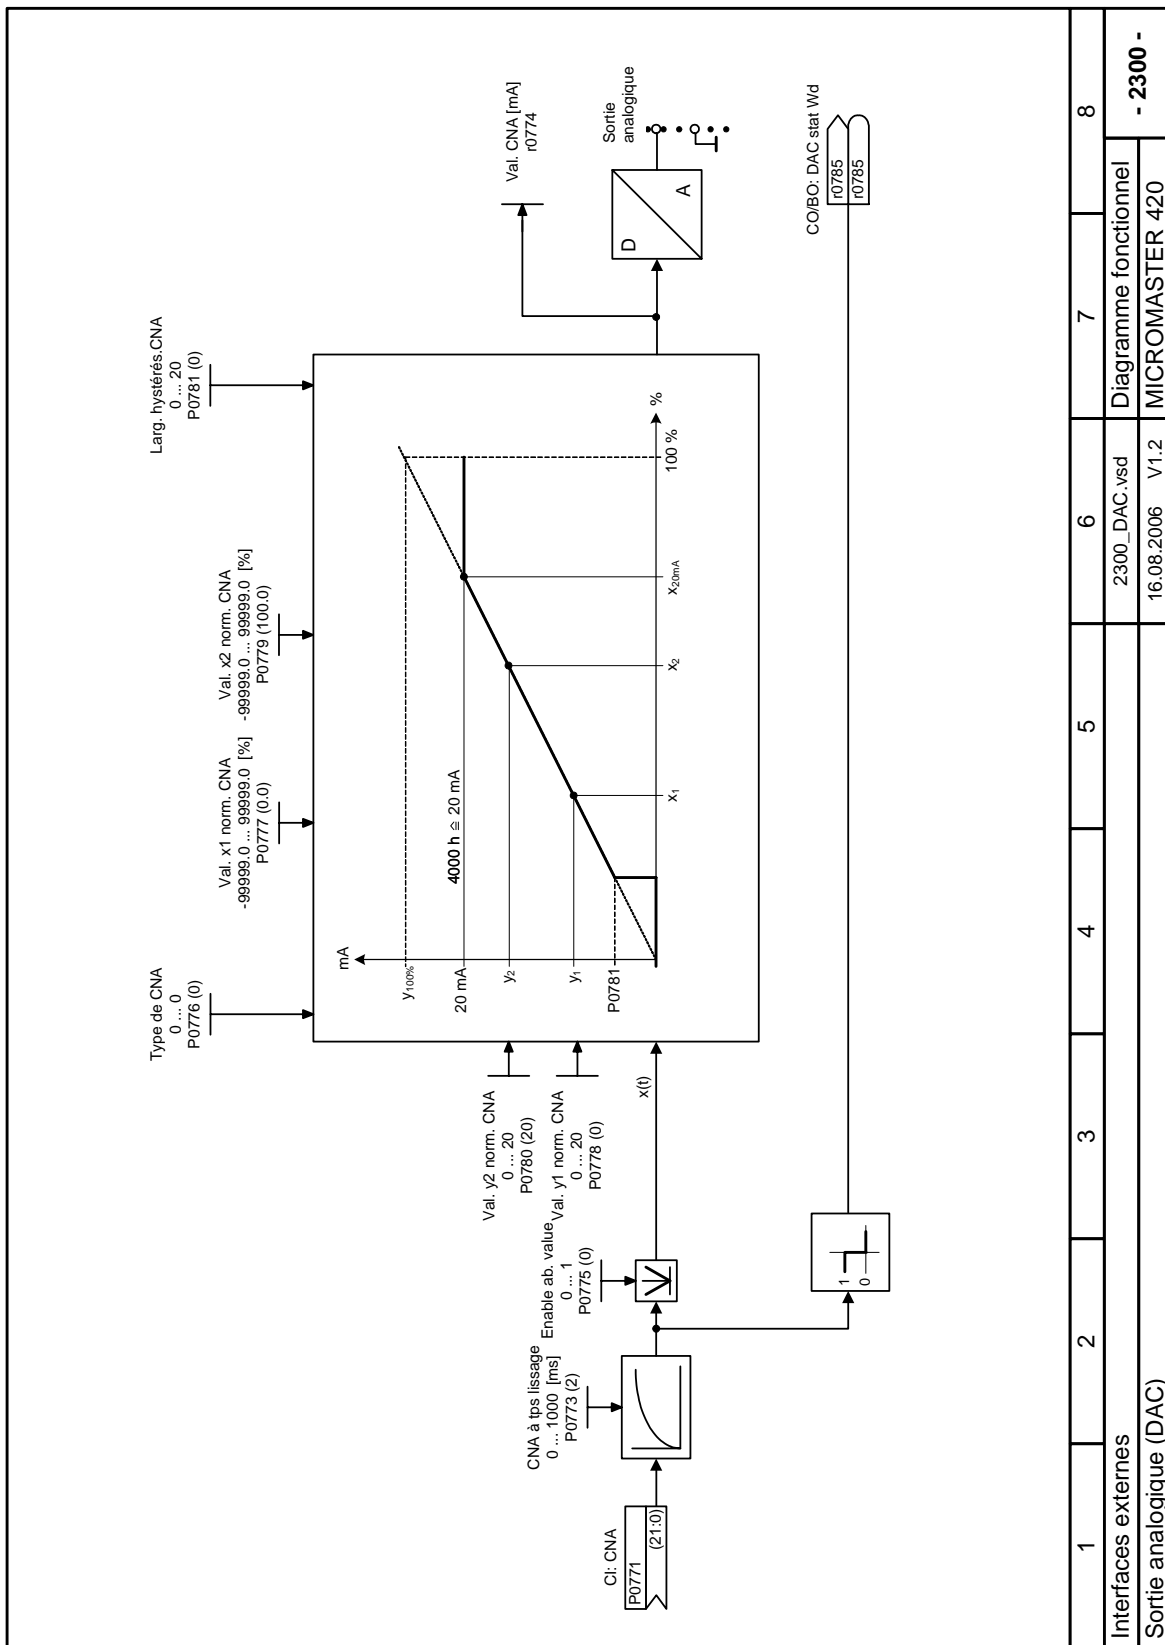 CI: CNA
P0771
(21:0)
CNA à tps lissage
0 ... 1000 [ms]
P0773 (2)
Enable ab. value
0 ... 1
P0775 (0)
Val. y2 norm. CNA
0 ... 20
P0780 (20)
Val. y1 norm. CNA
0 ... 20
P0778 (0)
x(t)
1
0
Type de CNA
0 ... 0
P0776 (0)
Val. x1 norm. CNA
-99999.0 ... 99999.0 [%]
P0777 (0.0)
Val. x2 norm. CNA
-99999.0 ... 99999.0 [%]
P0779 (100.0)
Larg. hystérés.CNA
0 ... 20
P0781 (0)
mA
y100%
20 mA
y2
y1
P0781
4000 h ≙ 20 mA
x1
x2
x20mA
100 %
%
Val. CNA [mA]
r0774
D
A
Sortie
analogique
CO/BO: DAC stat Wd
r0785
r0785
1 2 3 4 5 6 7 8
Interfaces externes
2300_DAC.vsd
Diagramme fonctionnel
- 2300 -
Sortie analogique (DAC)
16.08.2006 V1.2
MICROMASTER 420